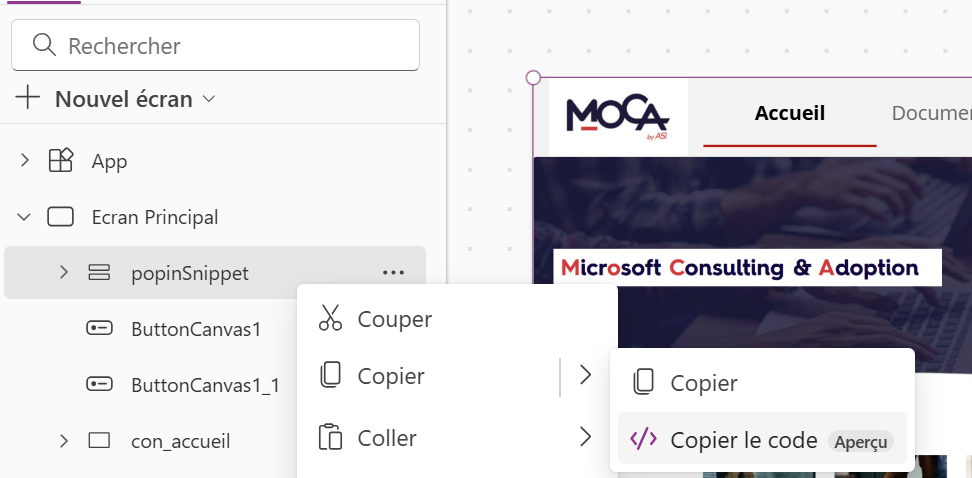 Rechercher
Nouvel écran
App
Ecran Principal
popinSnippet
ButtonCanvas1
ButtonCanvas1_1
con_accueil
Couper
Copier
Coller
Copier
Copier le code Aperçu
MOCA
by ASI
Accueil
Documen
Microsoft Consulting & Adoption